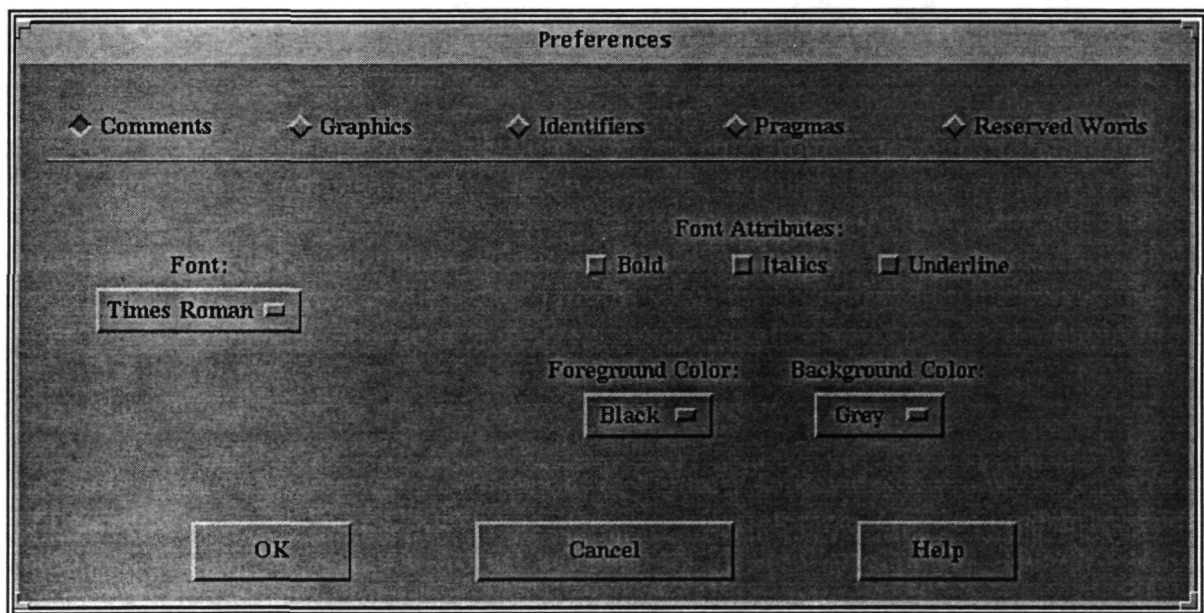 Preferences
Comments Graphics Identifiers Pragmas Reserved Words
Font Attributes:
Font:
Bold Italics Underline
Times Roman
Foreground Color: Background Color:
Black Grey
OK Cancel Help